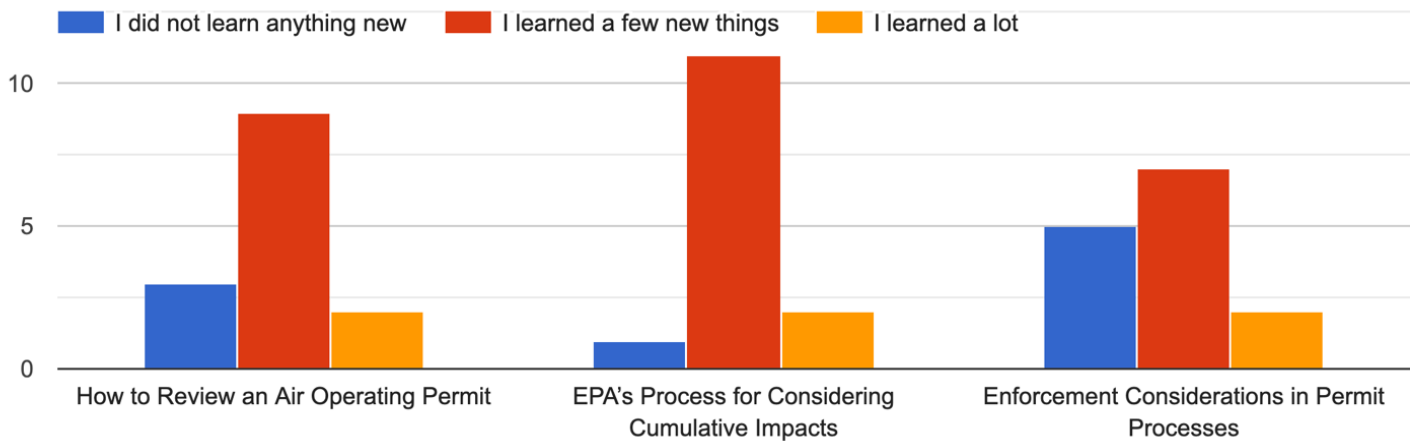 I did not learn anything new I learned a few new things I learned a lot
10
5
0
How to Review an Air Operating Permit
EPA’s Process for Considering
Cumulative Impacts
Enforcement Considerations in Permit
Processes